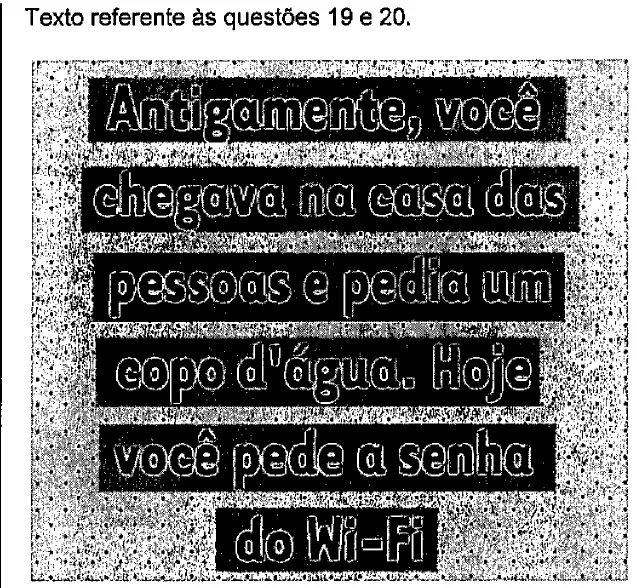 Texto referente às questões 19 e 20.
Antigamente, você
chegava na casa das
pessoas e pedia um
copo d'água. Hoje
você pede a senha
do Wi-Fi